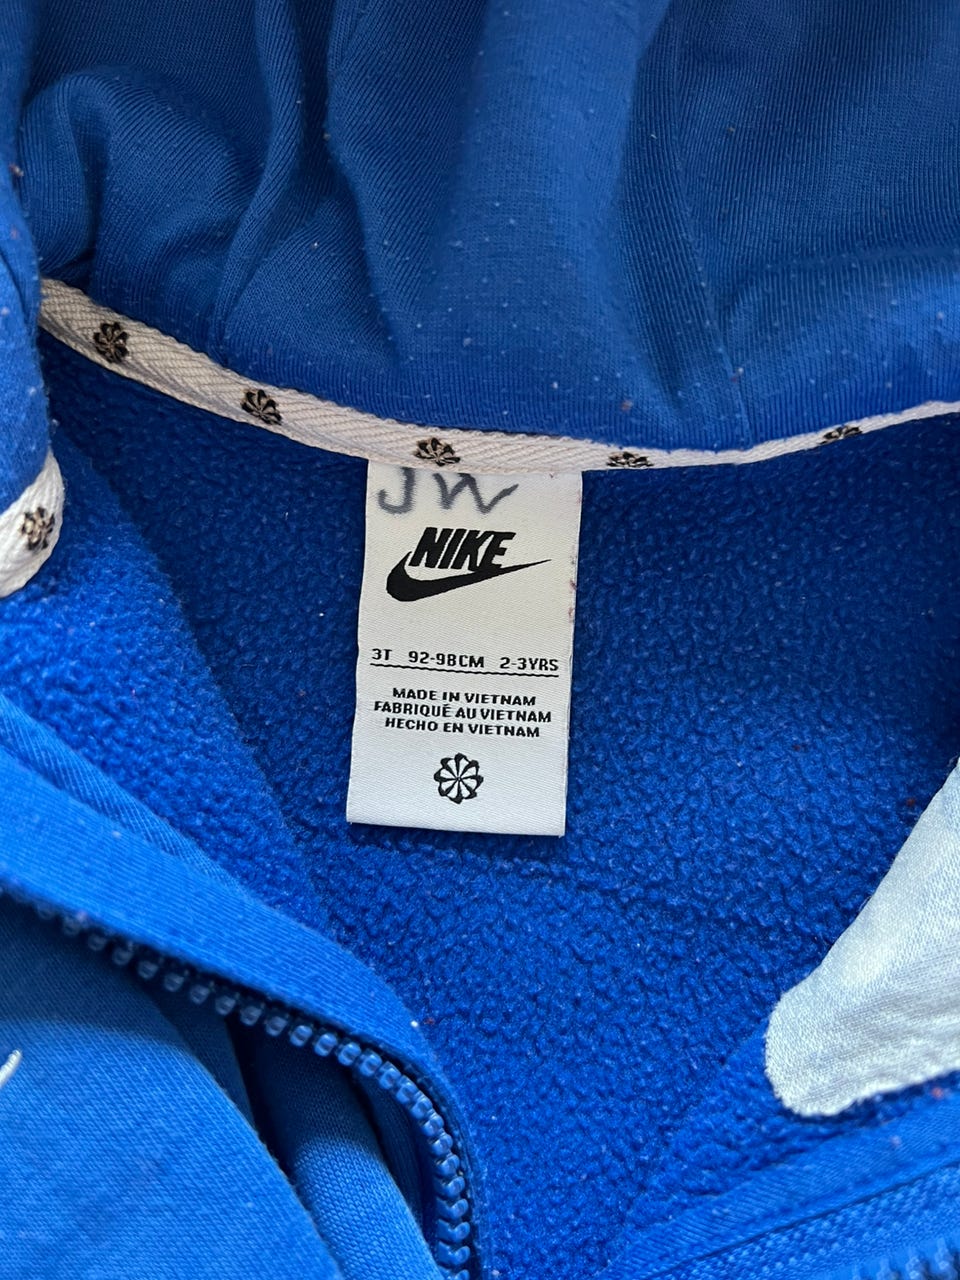 JW
NIKE
3T 92-98CM 2-3YRS
MADE IN VIETNAM
FABRIQUÉ AU VIETNAM
HECHO EN VIETNAM